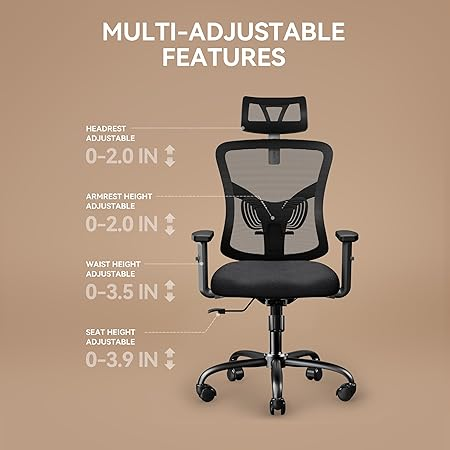 MULTI-ADJUSTABLE
FEATURES
HEADREST
ADJUSTABLE
0-2.0 IN
ARMREST HEIGHT
ADJUSTABLE
0-2.0 IN
WAIST HEIGHT
ADJUSTABLE
0-3.5 IN
SEAT HEIGHT
ADJUSTABLE
0-3.9 IN